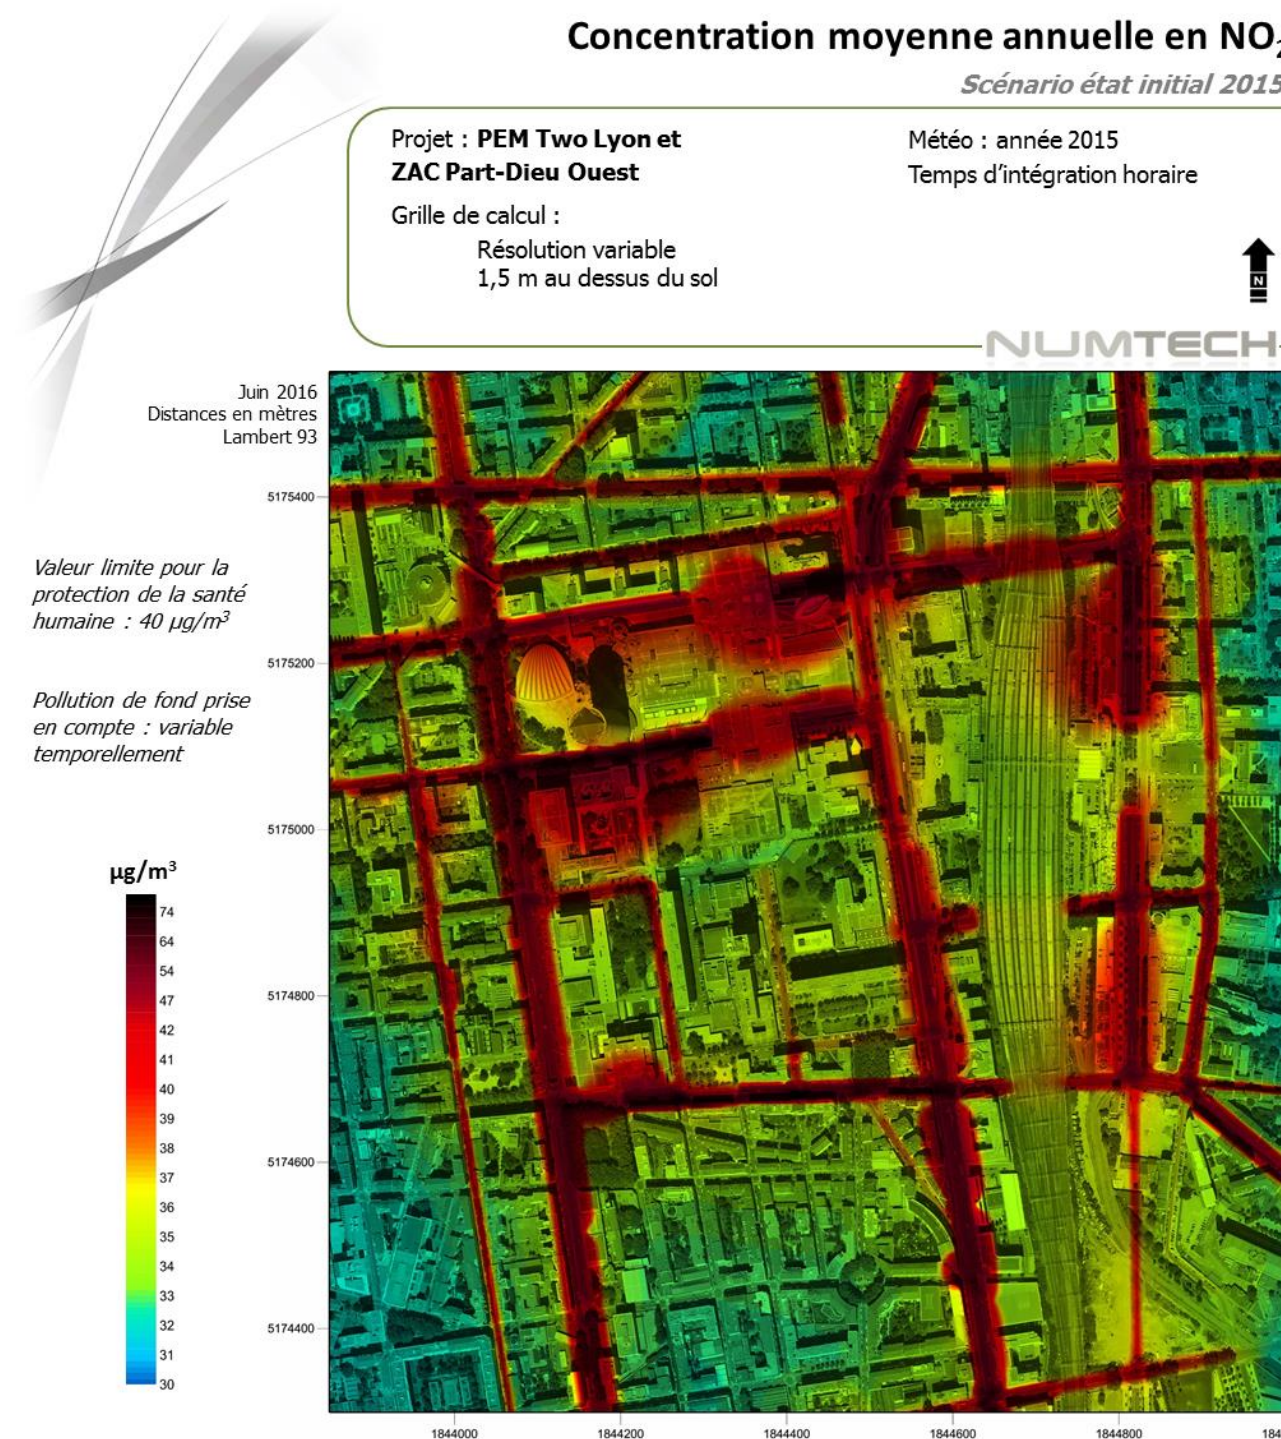 Concentration moyenne annuelle en NO2
Scénario état initial 2015
Projet : PEM Two Lyon et
ZAC Part-Dieu Ouest
Grille de calcul :
Résolution variable
1,5 m au dessus du sol
Météo : année 2015
Temps d’intégration horaire
N
NUMTECH
Juin 2016
Distances en mètres
Lambert 93
Valeur limite pour la
protection de la santé
humaine : 40 µg/m³
Pollution de fond prise
en compte : variable
temporellement
µg/m³
74
64
54
47
42
41
40
39
38
37
36
35
34
33
32
31
30
5175400
5175200
5175000
5174800
5174600
5174400
1844000
1844200
1844400
1844600
1844800